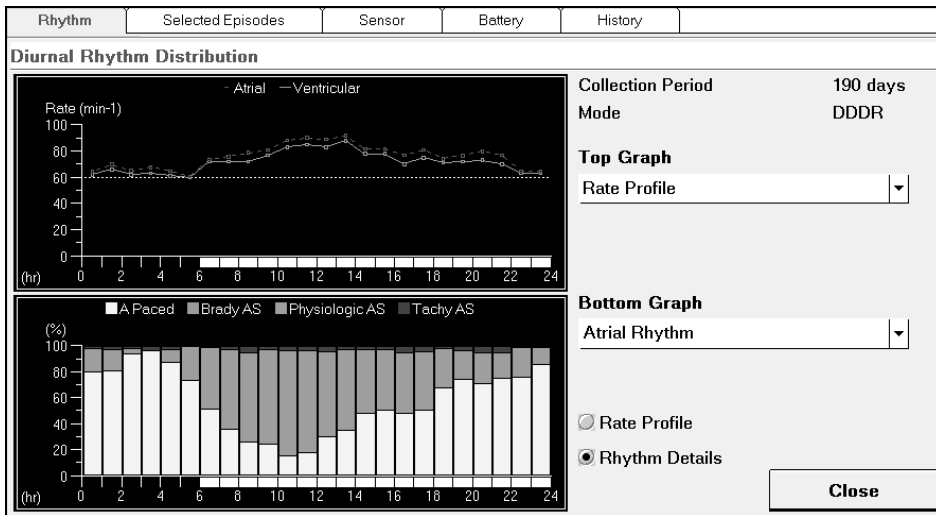 Rhythm Selected Episodes Sensor Battery History
Diurnal Rhythm Distribution
Atrial Ventricular
Rate (min-1)
100
80
60
40
20
0
(hr) 0 2 4 6 8 10 12 14 16 18 20 22 24
A Paced Brady AS Physiologic AS Tachy AS
(%)
100
80
60
40
20
0
(hr) 0 2 4 6 8 10 12 14 16 18 20 22 24
Collection Period 190 days
Mode DDDR
Top Graph
Rate Profile
Bottom Graph
Atrial Rhythm
Rate Profile
Rhythm Details
Close